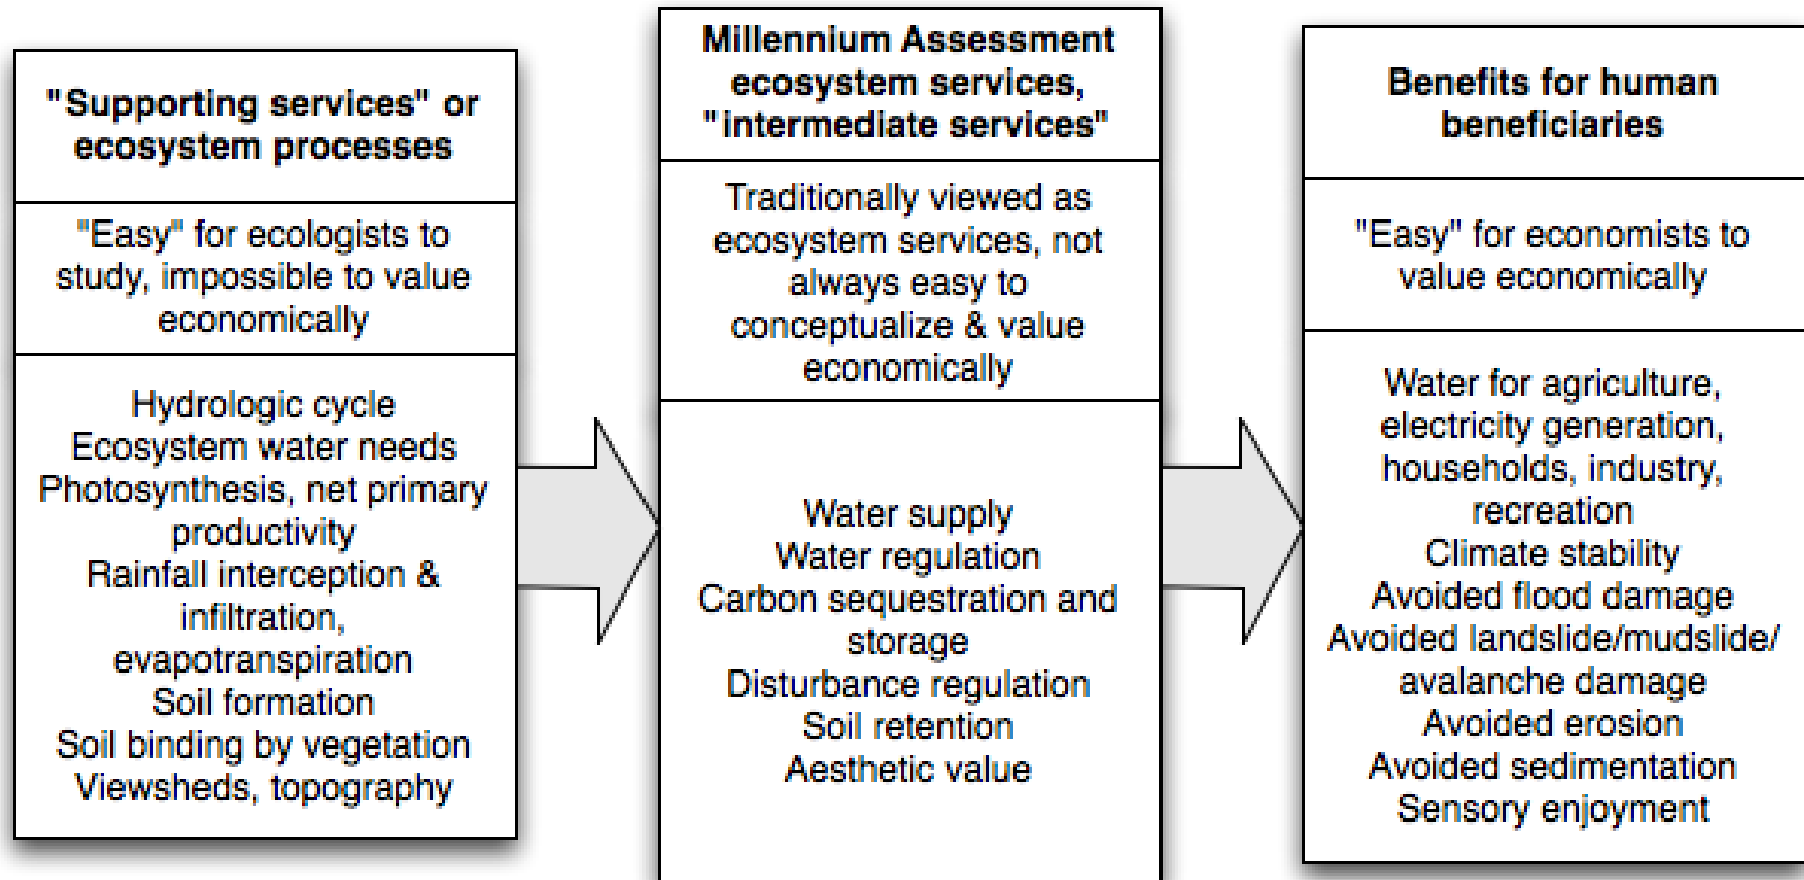 "Supporting services" or
ecosystem processes
"Easy" for ecologists to
study, impossible to value
economically
Hydrologic cycle
Ecosystem water needs
Photosynthesis, net primary
productivity
Rainfall interception &
infiltration,
evapotranspiration
Soil formation
Soil binding by vegetation
Viewsheds, topography
Millennium Assessment
ecosystem services,
"intermediate services"
Traditionally viewed as
ecosystem services, not
always easy to
conceptualize & value
economically
Water supply
Water regulation
Carbon sequestration and
storage
Disturbance regulation
Soil retention
Aesthetic value
Benefits for human
beneficiaries
"Easy" for economists to
value economically
Water for agriculture,
electricity generation,
households, industry,
recreation
Climate stability
Avoided flood damage
Avoided landslide/mudslide/
avalanche damage
Avoided erosion
Avoided sedimentation
Sensory enjoyment